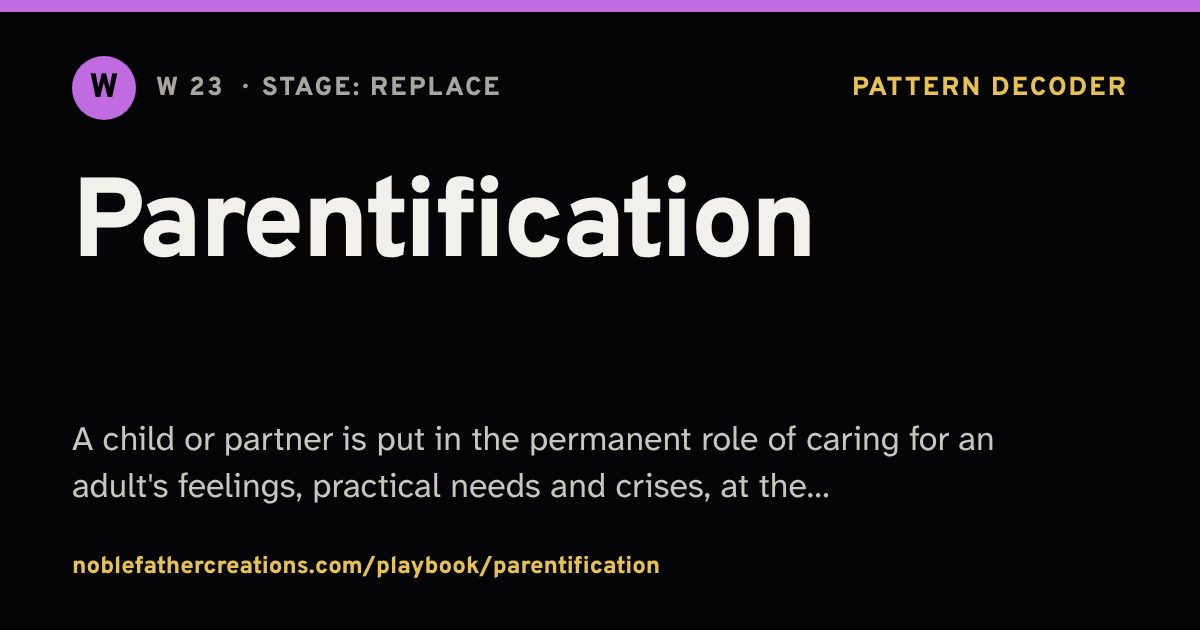 W W 23 · STAGE: REPLACE PATTERN DECODER
Parentification
A child or partner is put in the permanent role of caring for an
adult's feelings, practical needs and crises, at the...
noblefathercreations.com/playbook/parentification